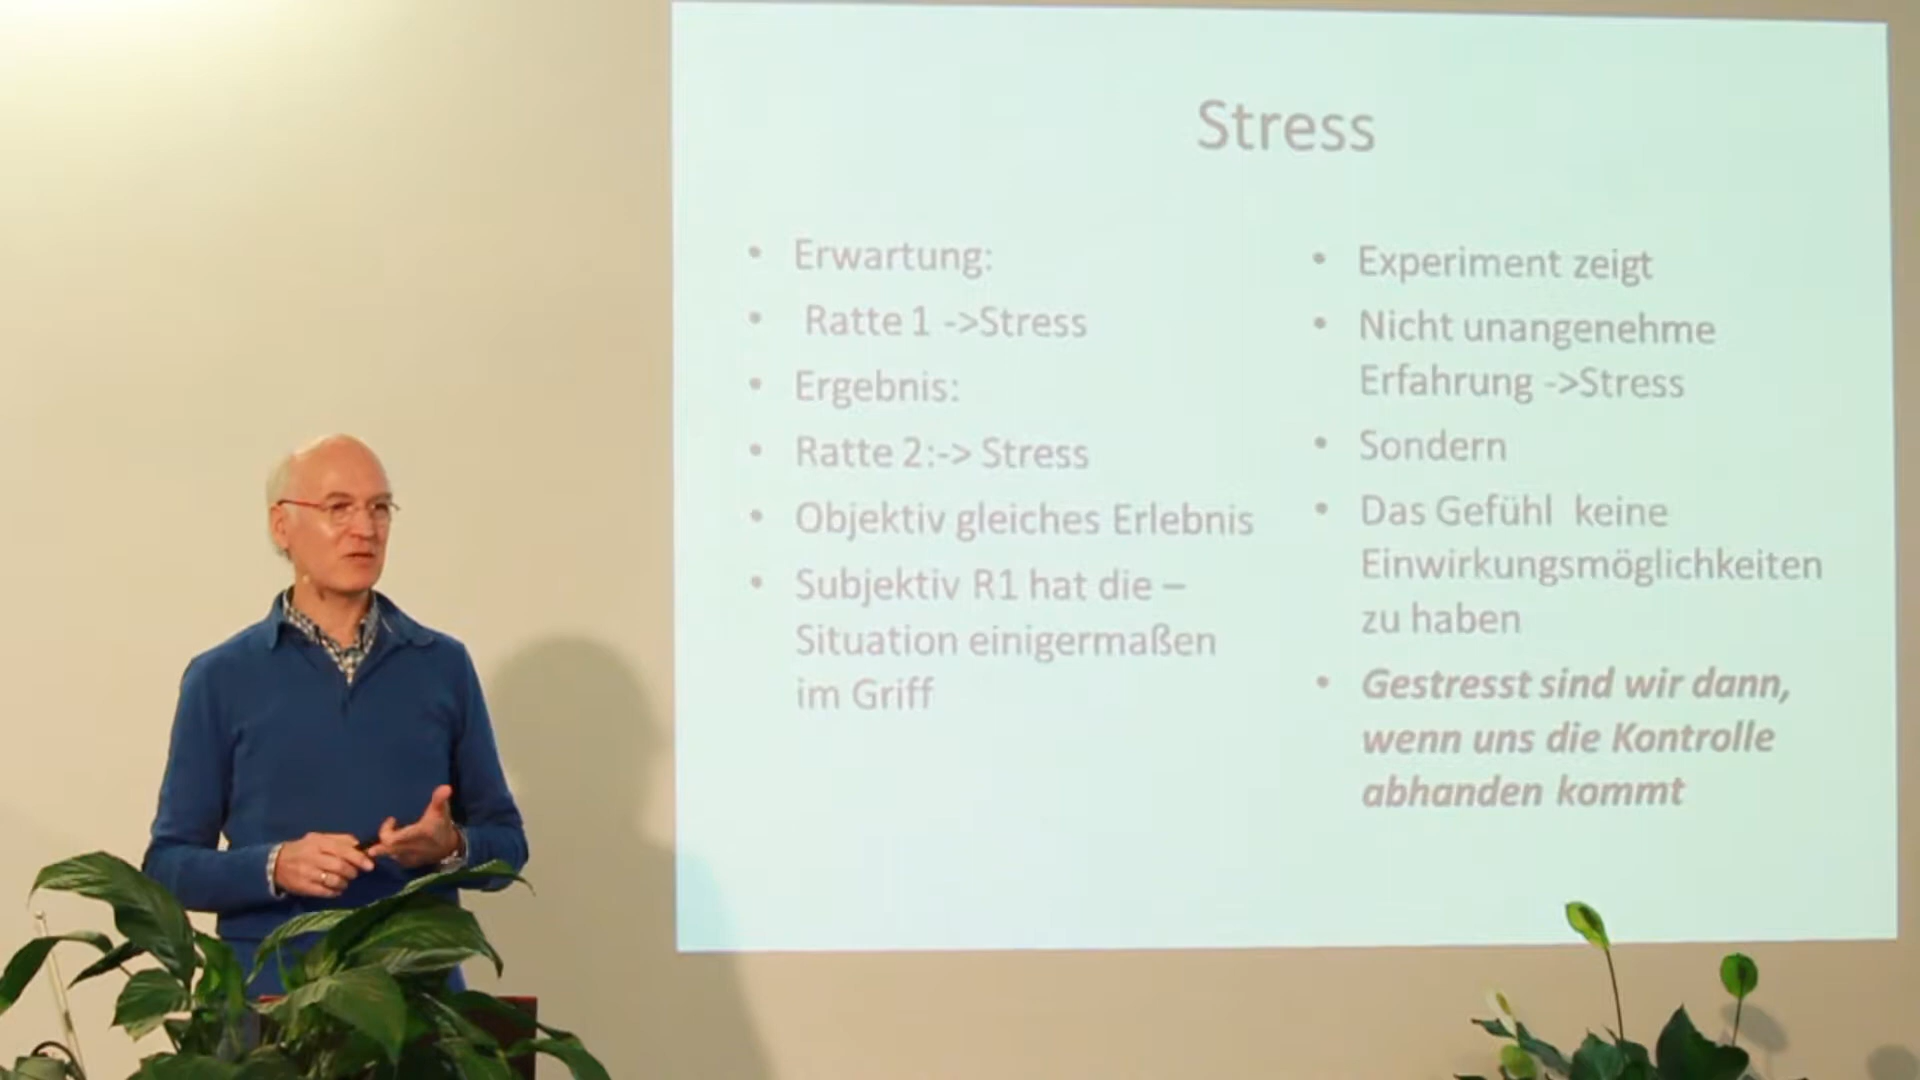 Stress
• Erwartung:
• Ratte 1 ->Stress
• Ergebnis:
• Ratte 2:-> Stress
• Objektiv gleiches Erlebnis
• Subjektiv R1 hat die –
Situation einigermaßen
im Griff
• Experiment zeigt
• Nicht unangenehme
Erfahrung ->Stress
• Sondern
• Das Gefühl keine
Einwirkungsmöglichkeiten
zu haben
• Gestresst sind wir dann,
wenn uns die Kontrolle
abhanden kommt